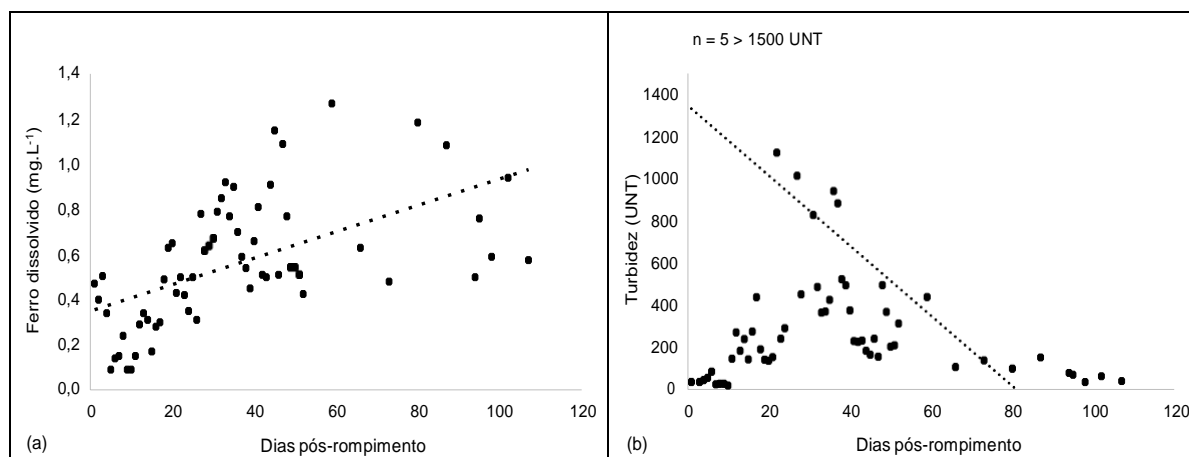 1,4
1,2
1,0
0,8
0,6
0,4
0,2
0,0
Ferro dissolvido (mg.L⁻¹)
0 20 40 60 80 100 120
Dias pós-rompimento
(a)
n = 5 > 1500 UNT
1400
1200
1000
800
600
400
200
0
Turbidez (UNT)
0 20 40 60 80 100 120
Dias pós-rompimento
(b)